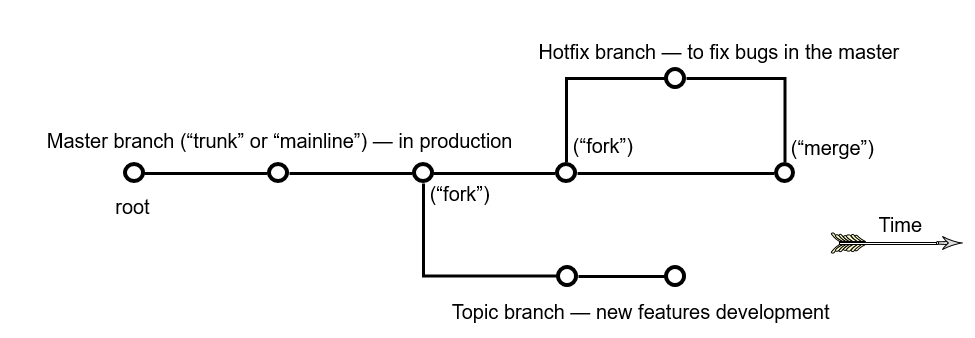 Hotfix branch — to fix bugs in the master
Master branch (“trunk” or “mainline”) — in production
(“fork”)
(“merge”)
root
(“fork”)
Time
Topic branch — new features development